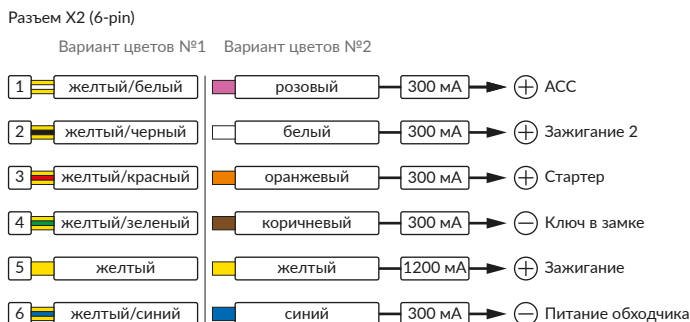 Разъем X2 (6-pin)
Вариант цветов №1 Вариант цветов №2
1 желтый/белый розовый 300 мА + ACC
2 желтый/черный белый 300 мА + Зажигание 2
3 желтый/красный оранжевый 300 мА + Стартер
4 желтый/зеленый коричневый 300 мА − Ключ в замке
5 желтый желтый 1200 мА + Зажигание
6 желтый/синий синий 300 мА − Питание обходчика